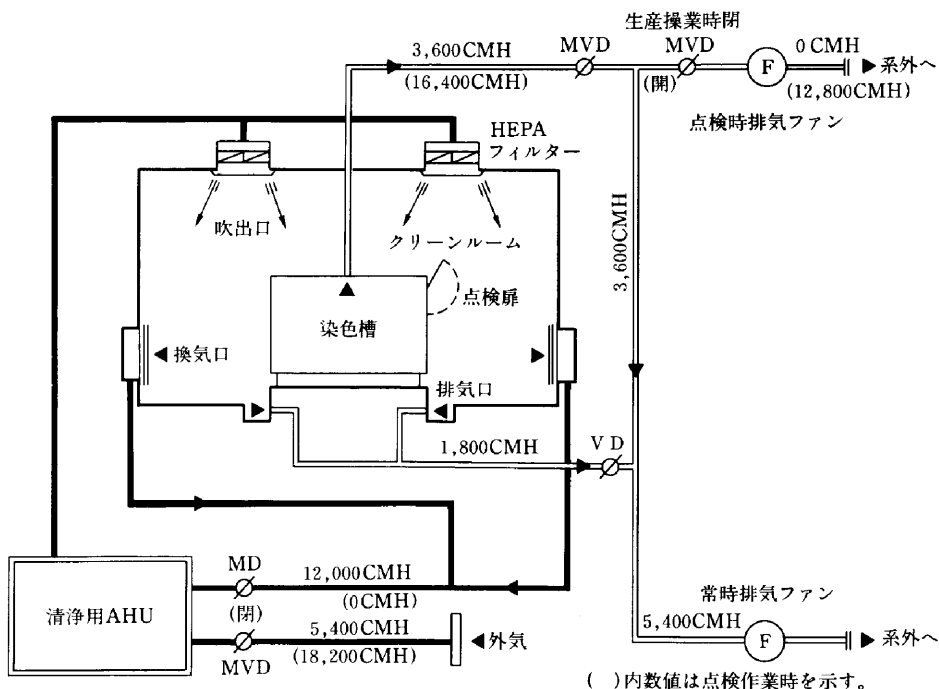 生産操業時閉
3,600CMH
(16,400CMH)
MVD
MVD
(開)
F
0CMH
(12,800CMH)
系外へ
点検時排気ファン
HEPA
フィルター
吹出口
クリーンルーム
点検扉
染色槽
換気口
排気口
3,600CMH
1,800CMH
VD
清浄用AHU
MD
(閉)
12,000CMH
(0CMH)
5,400CMH
(18,200CMH)
MVD
外気
常時排気ファン
5,400CMH
F
系外へ
( )内数値は点検作業時を示す。